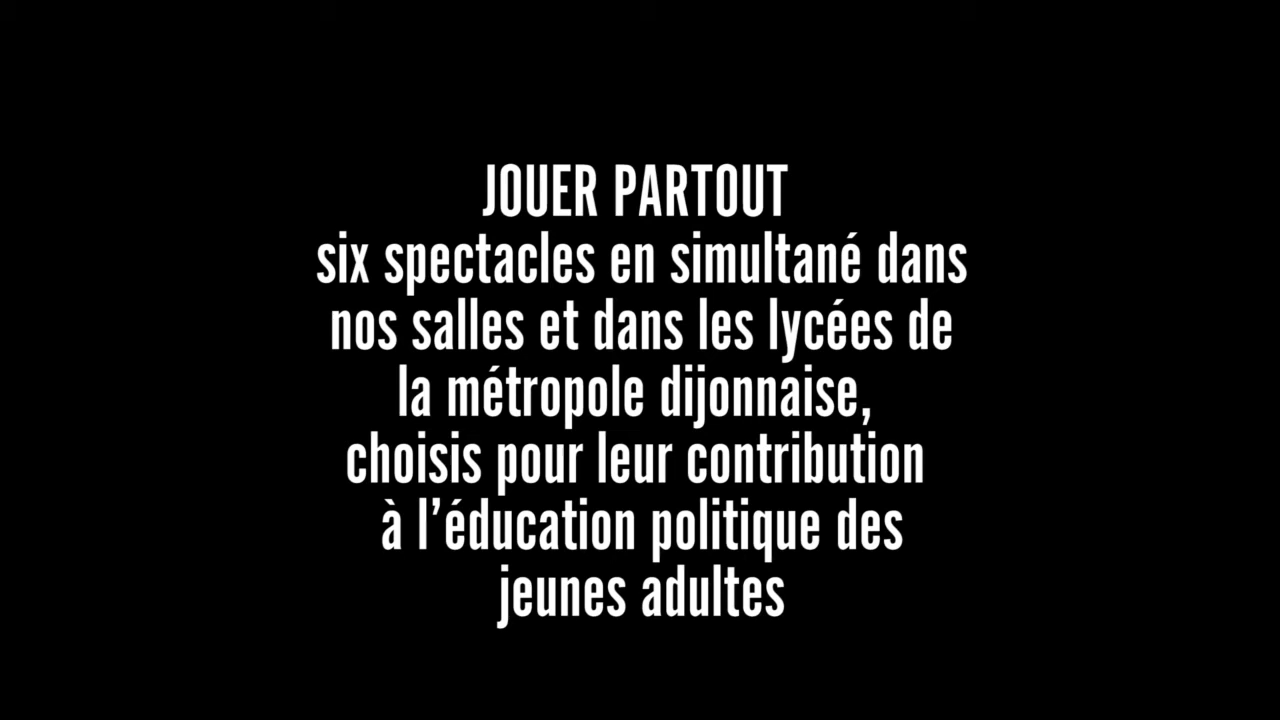 JOUER PARTOUT
six spectacles en simultané dans
nos salles et dans les lycées de
la métropole dijonnaise,
choisis pour leur contribution
à l’éducation politique des
jeunes adultes